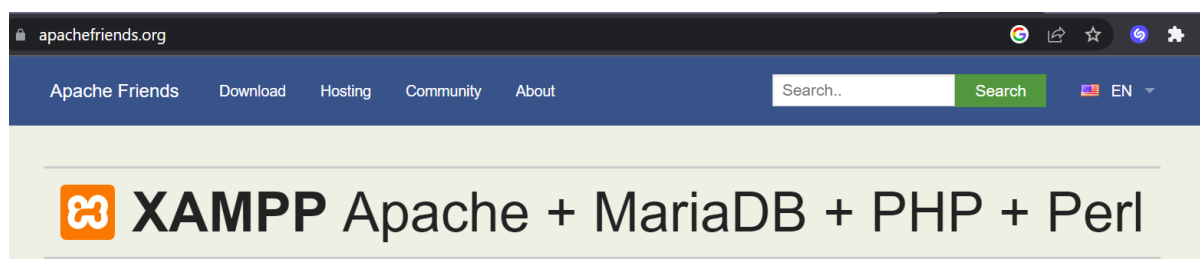 apachefriends.org
Apache Friends Download Hosting Community About Search.. Search EN
XAMPP Apache + MariaDB + PHP + Perl